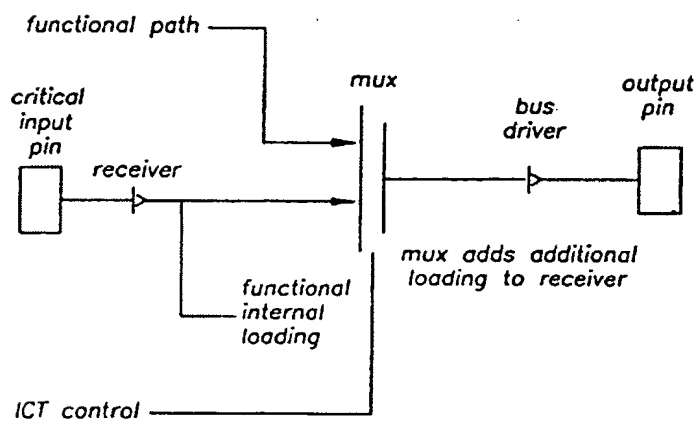 functional path
mux
critical
input
pin
receiver
bus
driver
output
pin
mux adds additional
loading to receiver
functional
internal
loading
ICT control